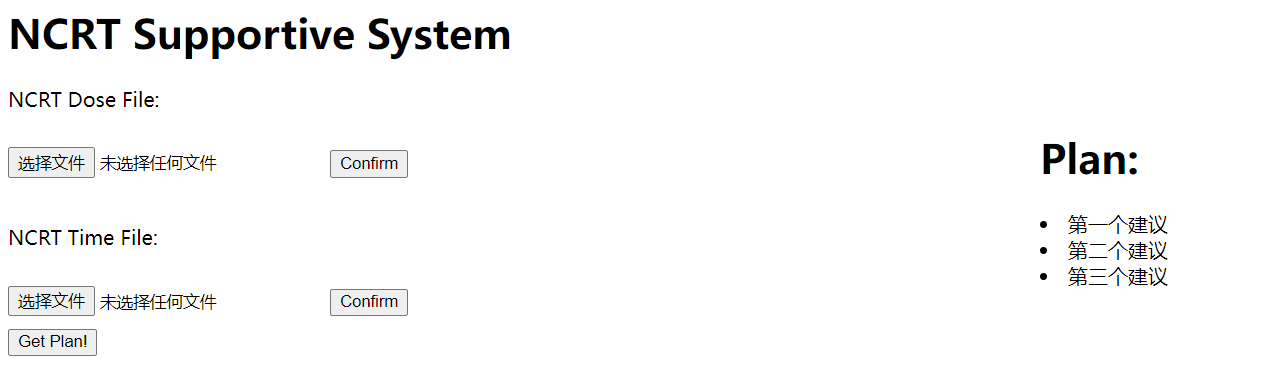 NCRT Supportive System
NCRT Dose File:
选择文件 未选择任何文件 Confirm
NCRT Time File:
选择文件 未选择任何文件 Confirm
Get Plan!
Plan:
第一个建议
第二个建议
第三个建议